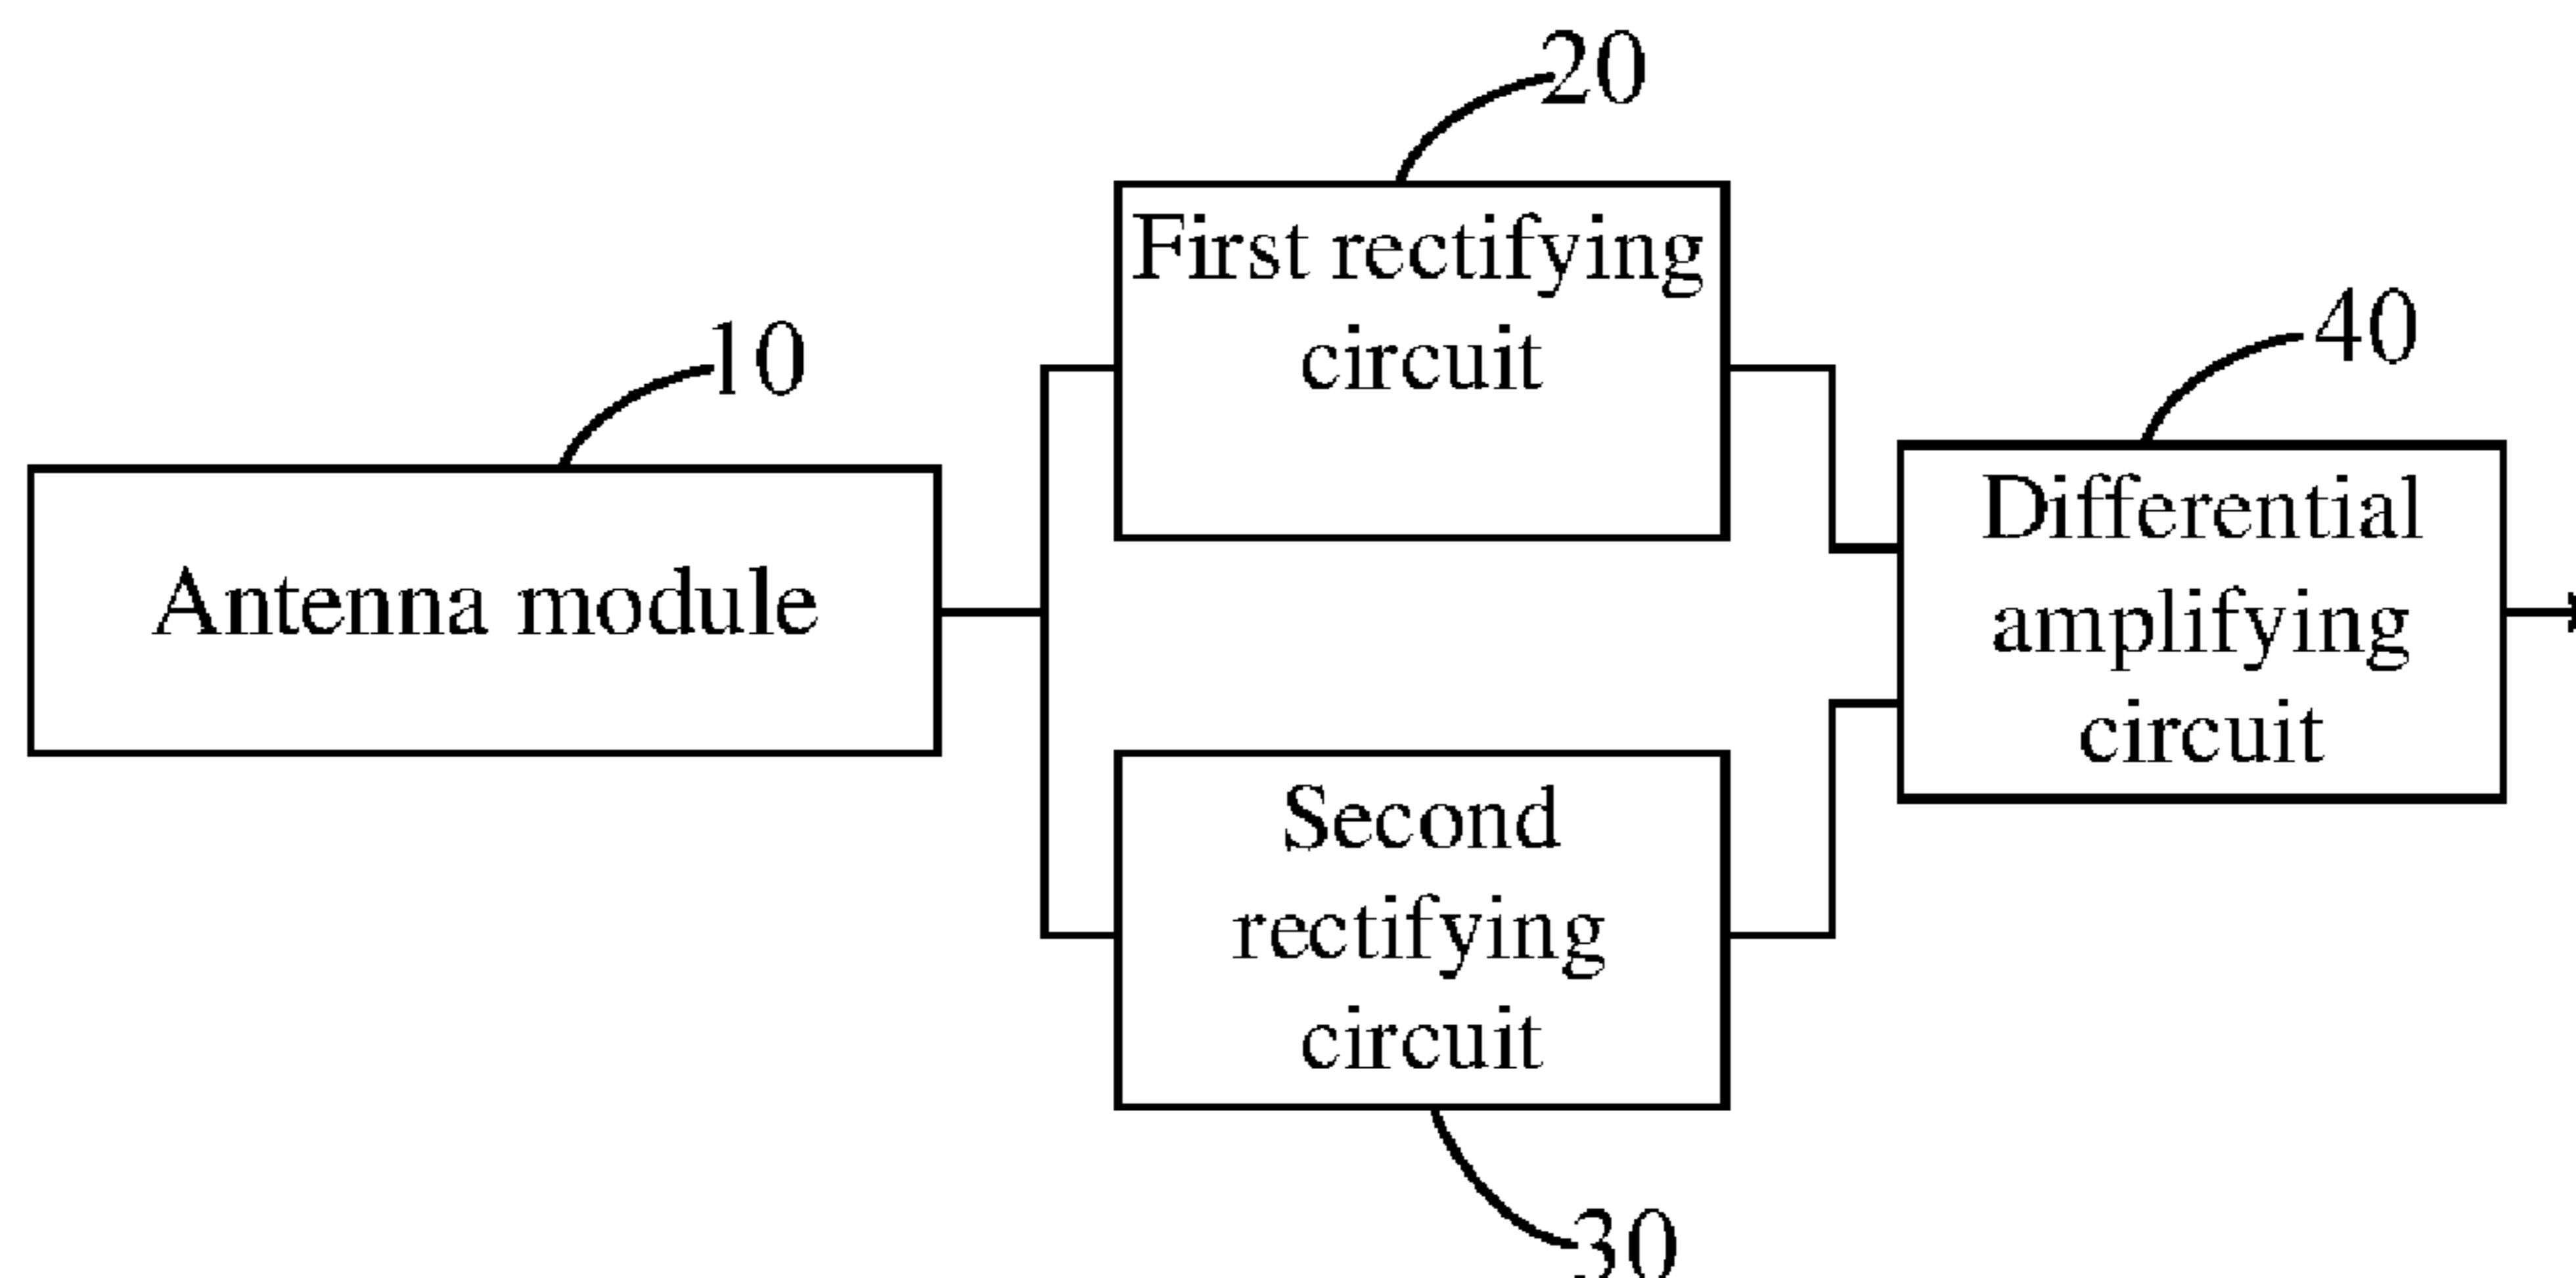 20
First rectifying
circuit
40
10
Differential
amplifying
circuit
Antenna module
Second
rectifying
circuit
30